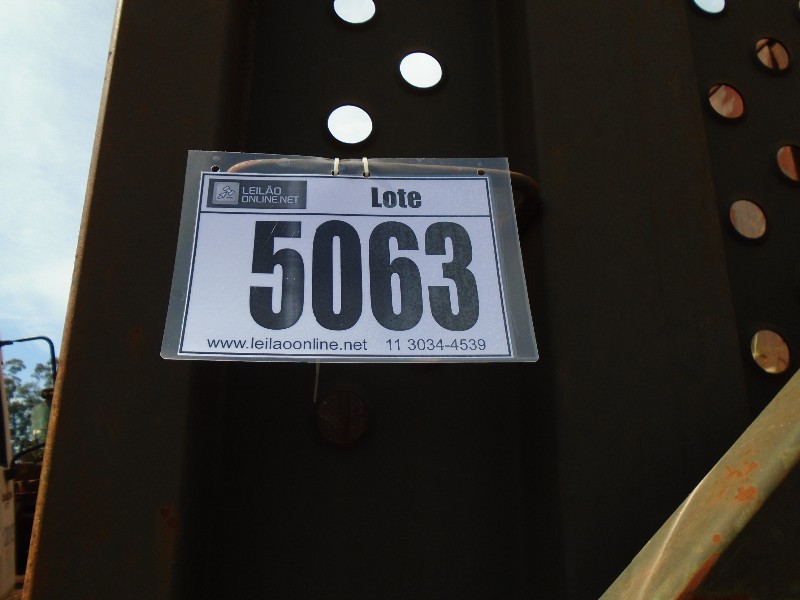 LEILÃO
ONLINE.NET
Lote
5063
www.leilaoonline.net 11 3034-4539